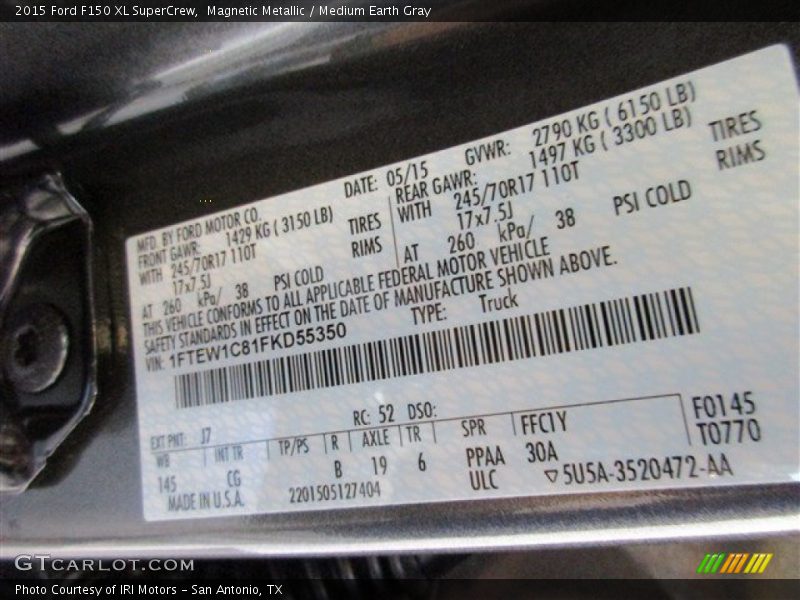 2015 Ford F150 XL SuperCrew,  Magnetic Metallic / Medium Earth Gray
MFD. BY FORD MOTOR CO. DATE: 05/15 GVWR: 2790 KG ( 6150 LB)
FRONT GAWR: 1429 KG ( 3150 LB) REAR GAWR: 1497 KG ( 3300 LB)
WITH 245/70R17 110T TIRES WITH 245/70R17 110T TIRES
17x7.5J RIMS 17x7.5J RIMS
AT 260 kPa/ 38 PSI COLD AT 260 kPa/ 38 PSI COLD
THIS VEHICLE CONFORMS TO ALL APPLICABLE FEDERAL MOTOR VEHICLE
SAFETY STANDARDS IN EFFECT ON THE DATE OF MANUFACTURE SHOWN ABOVE.
VIN: 1FTEW1C81FKD55350 TYPE: Truck
EXT PNT: J7 RC: 52 DSO: F0145
WB INT TR TP/PS R AXLE TR SPR FFC1Y T0770
145 CG B 19 6 PPAA 30A
MADE IN U.S.A. 2201505127404 ULC ▽5U5A-3520472-AA
GTCARLOT.COM
Photo Courtesy of IRI Motors - San Antonio, TX